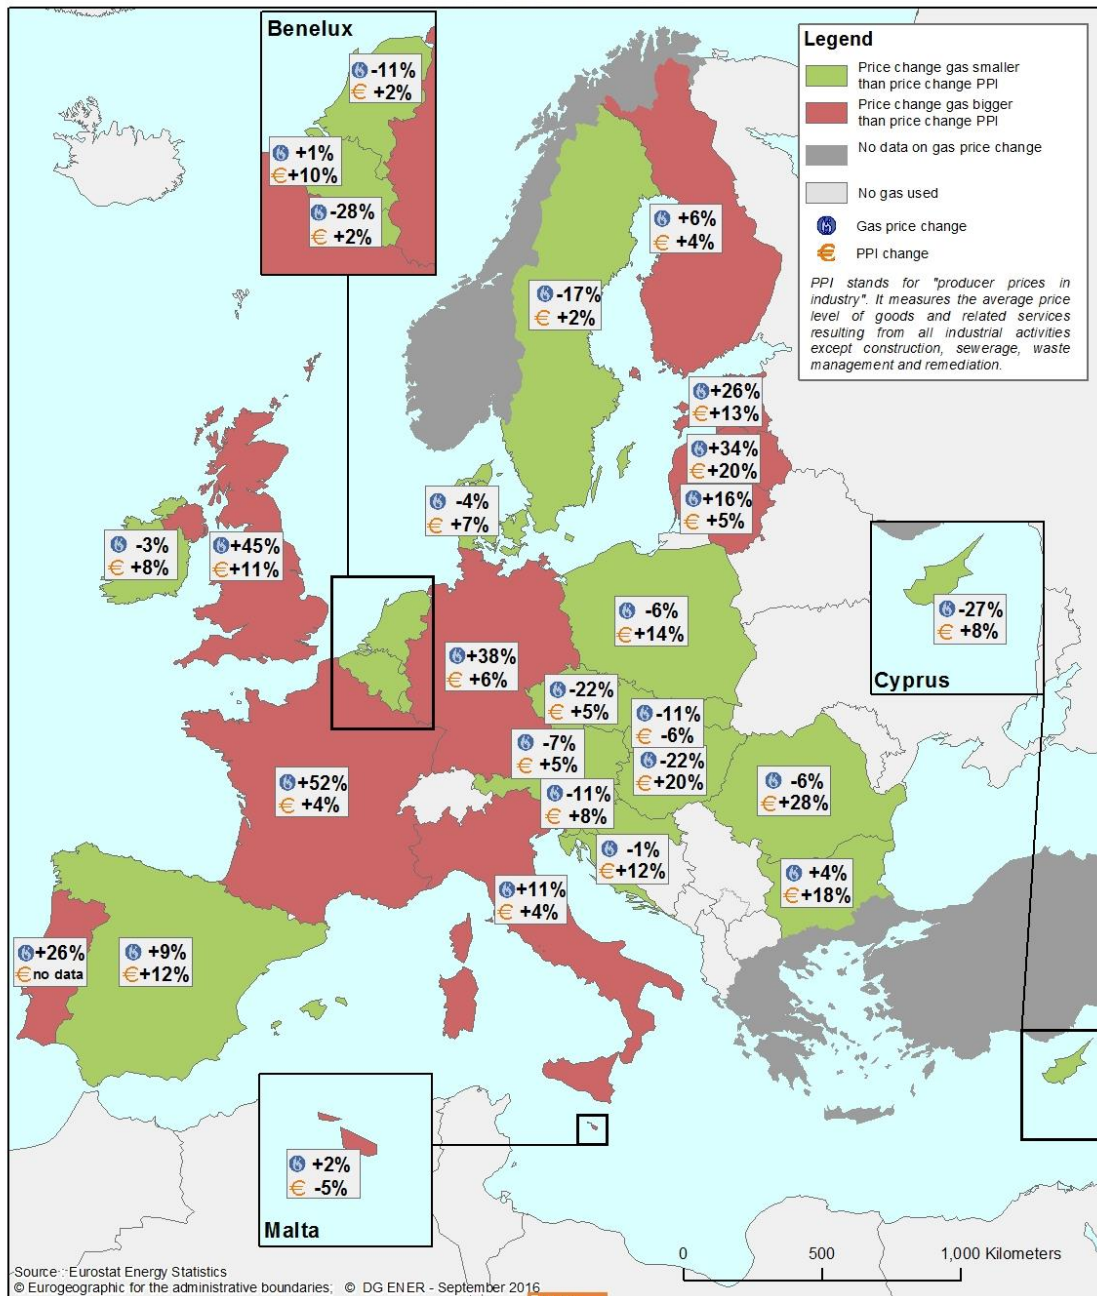 Benelux
-11%
€ +2%
+1%
€+10%
-28%
€ +2%
Legend
Price change gas smaller
than price change PPI
Price change gas bigger
than price change PPI
No data on gas price change
No gas used
Gas price change
€ PPI change
PPI stands for "producer prices in
industry". It measures the average price
level of goods and related services
resulting from all industrial activities
except construction, sewerage, waste
management and remediation.
+6%
€ +4%
-17%
€ +2%
+26%
€+13%
+34%
€+20%
+16%
€ +5%
-4%
€ +7%
-3%
€ +8%
+45%
€+11%
-6%
€+14%
-27%
€ +8%
Cyprus
+38%
€ +6%
-22%
€ +5%
-11%
€ -6%
-7%
€ +5%
-22%
€+20%
-6%
€+28%
+52%
€ +4%
-11%
€ +8%
-1%
€+12%
+4%
€+18%
+11%
€ +4%
+26%
€ no data
+9%
€+12%
+2%
€ -5%
Malta
0 500 1,000 Kilometers
Source : Eurostat Energy Statistics
© Eurogeographic for the administrative boundaries; © DG ENER - September 2016